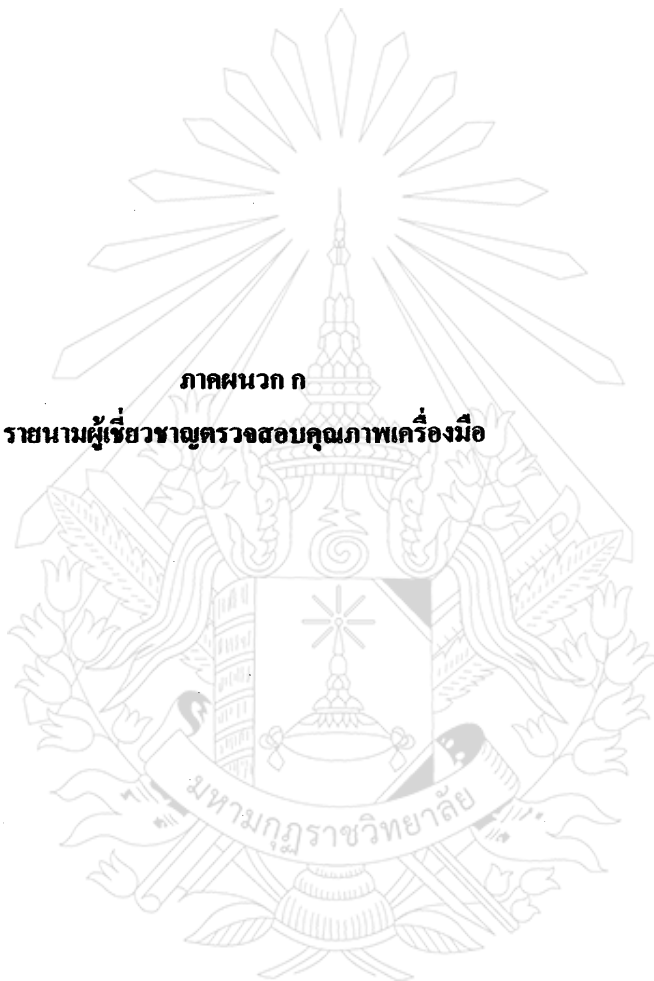 ภาคผนวก ก
รายนามผู้เชี่ยวชาญตรวจสอบคุณภาพเครื่องมือ
มหามกุฏราชวิทยาลัย